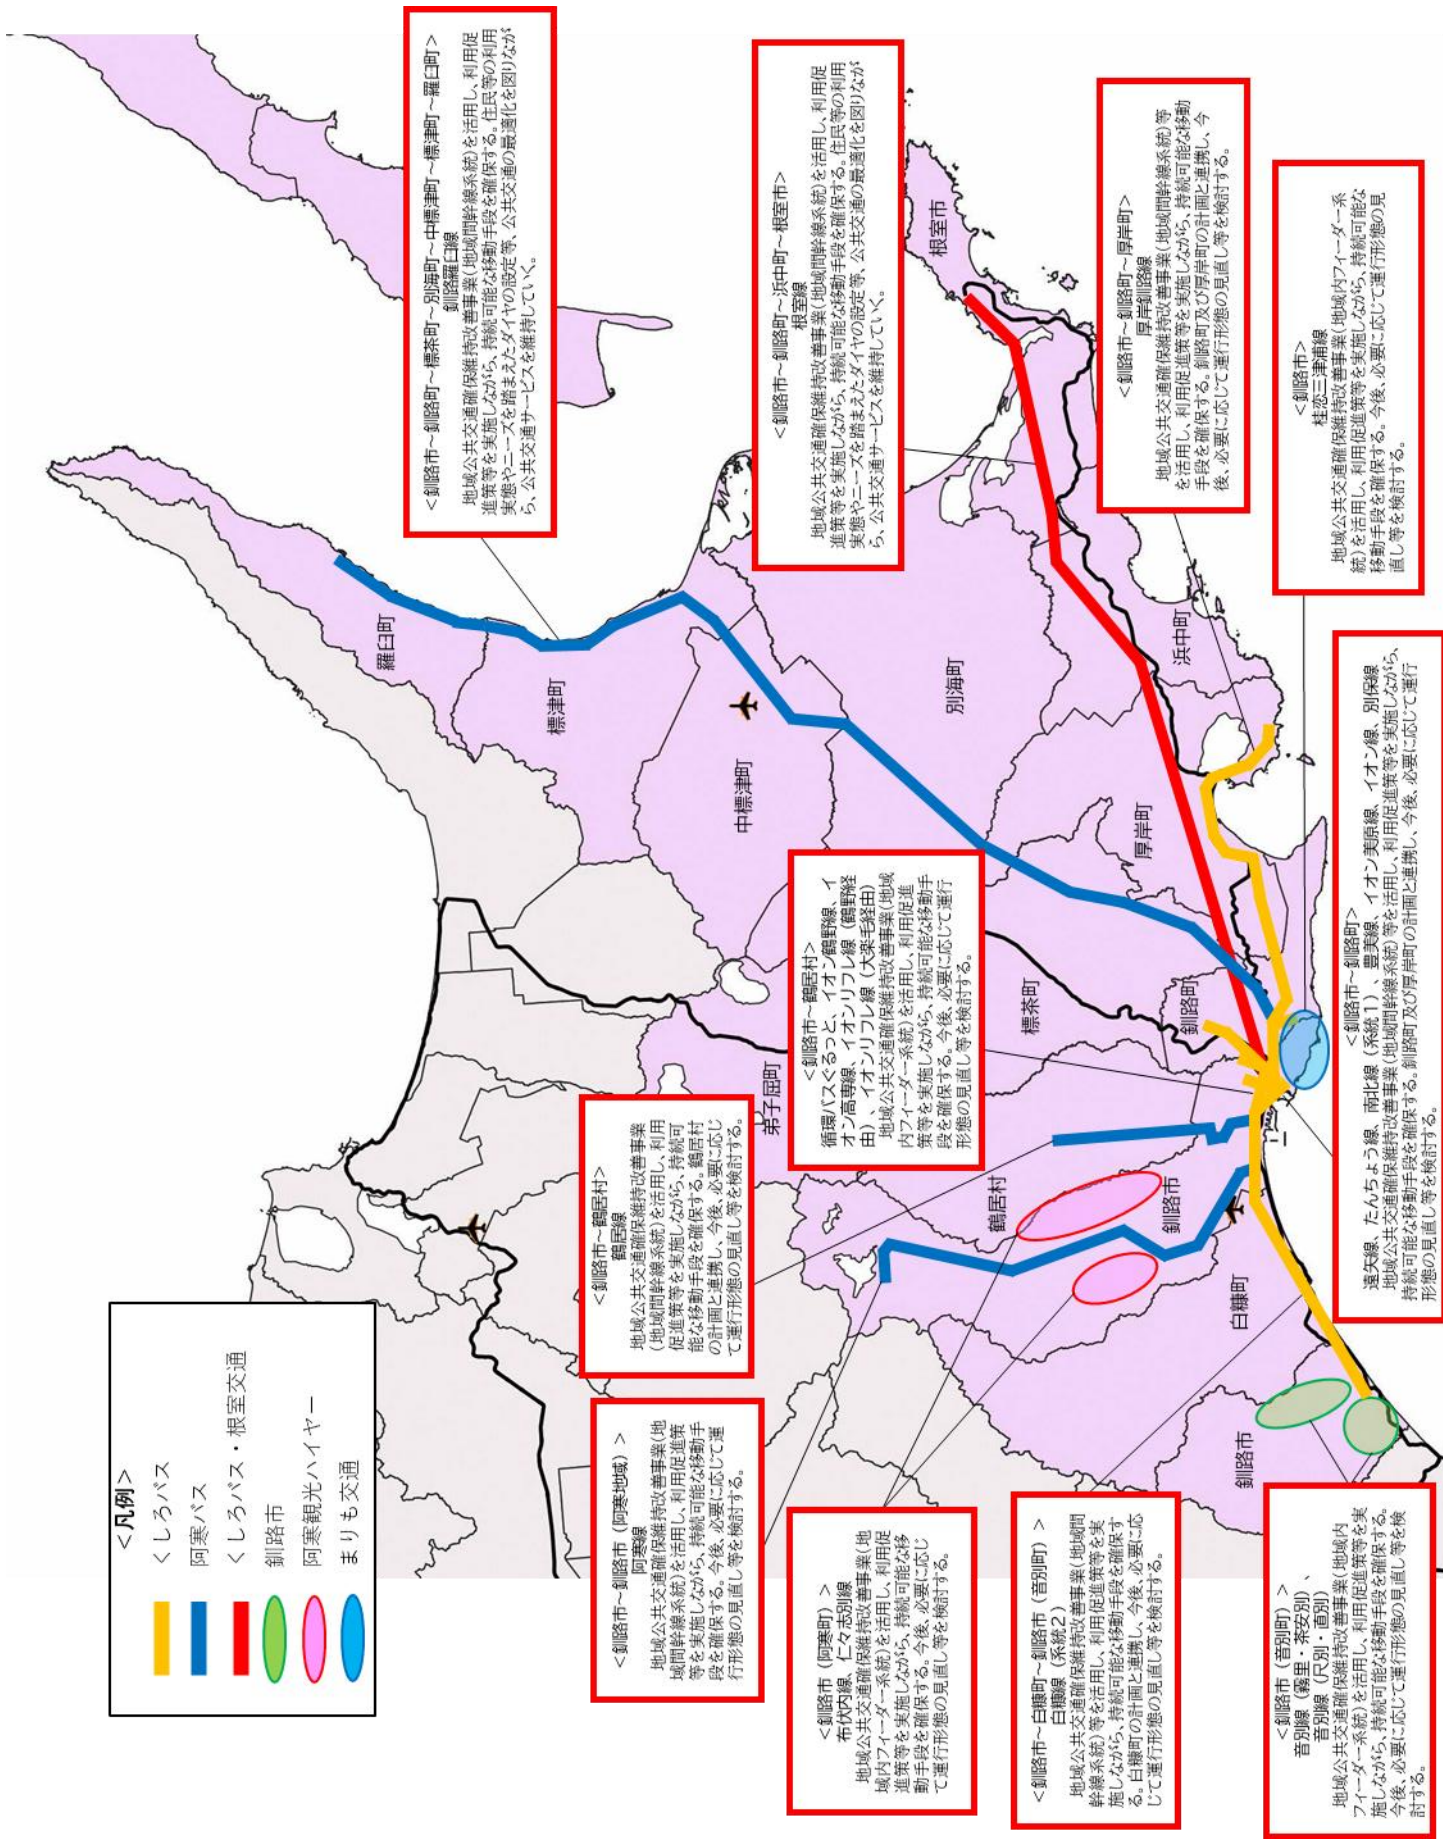 ＜凡例＞
くしろバス
阿寒バス
くしろバス・根室交通
釧路市
阿寒観光ハイヤー
まりも交通
＜釧路市～釧路町～標茶町～別海町～中標津町～標津町～羅臼町＞
釧路羅臼線
地域公共交通確保維持改善事業（地域間幹線系統）を活用し、利用促
進策等を実施しながら、持続可能な移動手段を確保する。住民等の利用
実態やニーズを踏まえたダイヤの設定等、公共交通の最適化を図りなが
ら、公共交通サービスを維持していく。
＜釧路市～釧路町～浜中町～根室市＞
根室線
地域公共交通確保維持改善事業（地域間幹線系統）を活用し、利用促
進策等を実施しながら、持続可能な移動手段を確保する。住民等の利用
実態やニーズを踏まえたダイヤの設定等、公共交通の最適化を図りなが
ら、公共交通サービスを維持していく。
＜釧路市～釧路町～厚岸町＞
厚岸釧路線
地域公共交通確保維持改善事業（地域間幹線系統）等
を活用し、利用促進策等を実施しながら、持続可能な移動
手段を確保する。釧路町及び厚岸町の計画と連携し、今
後、必要に応じて運行形態の見直し等を検討する。
＜釧路市＞
桂恋三津浦線
地域公共交通確保維持改善事業（地域内フィーダー系
統）を活用し、利用促進策等を実施しながら、持続可能な
移動手段を確保する。今後、必要に応じて運行形態の見
直し等を検討する。
＜釧路市～鶴居村＞
循環バスぐるっと、イオン鶴野線、イ
オン高専線、イオンリフレ線（鶴野経
由）、イオンリフレ線（大楽毛経由）
地域公共交通確保維持改善事業（地域
内フィーダー系統）を活用し、利用促進
策等を実施しながら、持続可能な移動手
段を確保する。今後、必要に応じて運行
形態の見直し等を検討する。
＜釧路市～釧路町＞
遠矢線、たんちょう線、南北線（系統１）、豊美線、イオン美原線、イオン線、別保線
地域公共交通確保維持改善事業（地域間幹線系統）等を活用し、利用促進策等を実施しながら、
持続可能な移動手段を確保する。釧路町及び厚岸町の計画と連携し、今後、必要に応じて運行
形態の見直し等を検討する。
＜釧路市～鶴居村＞
鶴居線
地域公共交通確保維持改善事業
（地域間幹線系統）を活用し、利用
促進策等を実施しながら、持続可
能な移動手段を確保する。鶴居村
の計画と連携し、今後、必要に応じ
て運行形態の見直し等を検討する。
＜釧路市～釧路市（阿寒地域）＞
阿寒線
地域公共交通確保維持改善事業（地
域間幹線系統）を活用し、利用促進策
等を実施しながら、持続可能な移動手
段を確保する。今後、必要に応じて運
行形態の見直し等を検討する。
＜釧路市（阿寒町）＞
布伏内線、仁々志別線
地域公共交通確保維持改善事業（地
域内フィーダー系統）を活用し、利用促
進策等を実施しながら、持続可能な移
動手段を確保する。今後、必要に応じ
て運行形態の見直し等を検討する。
＜釧路市～白糠町～釧路市（音別町）＞
白糠線（系統２）
地域公共交通確保維持改善事業（地域間
幹線系統）等を活用し、利用促進策等を実
施しながら、持続可能な移動手段を確保す
る。白糠町の計画と連携し、今後、必要に応
じて運行形態の見直し等を検討する。
＜釧路市（音別町）＞
音別線（霧里・茶安別）、
音別線（尺別・直別）
地域公共交通確保維持改善事業（地域内
フィーダー系統）を活用し、利用促進策等を実
施しながら、持続可能な移動手段を確保する。
今後、必要に応じて運行形態の見直し等を検
討する。
羅臼町
標津町
中標津町
別海町
根室市
浜中町
厚岸町
標茶町
釧路町
弟子屈町
鶴居村
釧路市
白糠町
釧路市